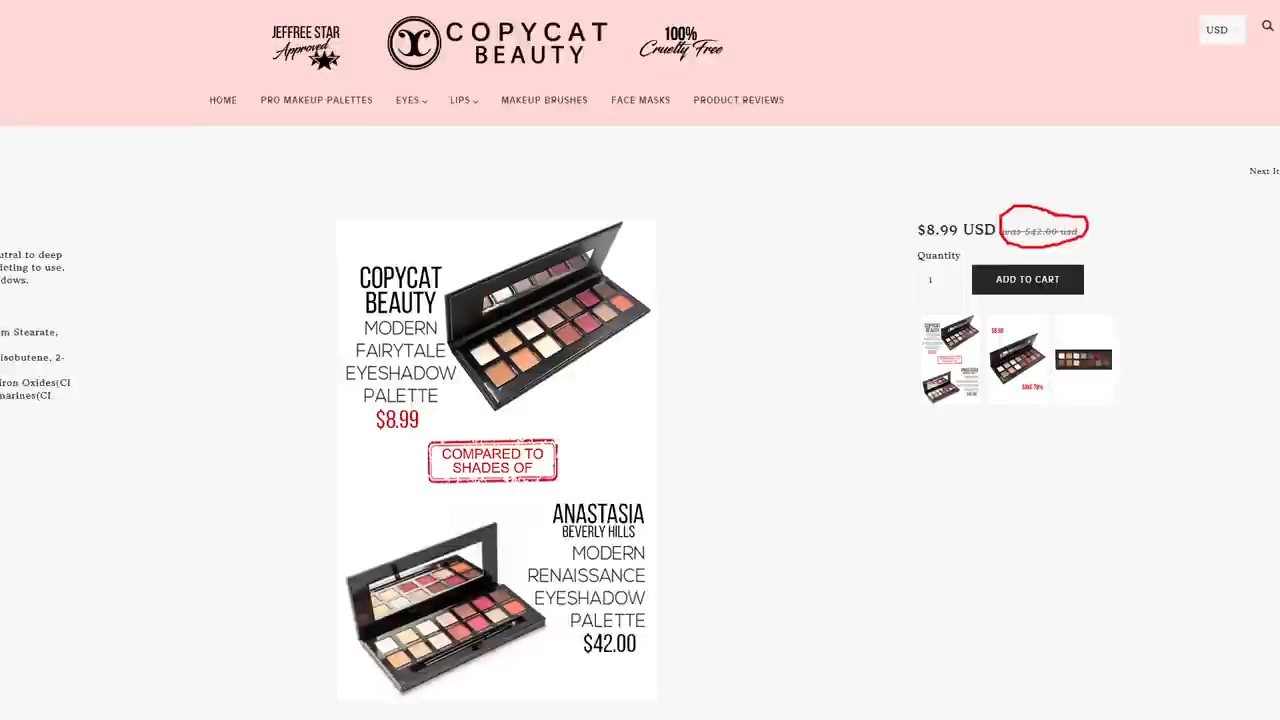 JEFFREE STAR
Approved
COPYCAT
BEAUTY
100%
Cruelty Free
USD
HOME PRO MAKEUP PALETTES EYES LIPS MAKEUP BRUSHES FACE MASKS PRODUCT REVIEWS
Next It
utral to deep
dows.
m Stearate,
isobutene, 2-
Iron Oxides(CI
marines(CI
$8.99 USD was $42.00 usd
Quantity
1
ADD TO CART
COPYCAT
BEAUTY
MODERN
FAIRYTALE
EYESHADOW
PALETTE
$8.99
COMPARED TO
SHADES OF
ANASTASIA
BEVERLY HILLS
MODERN
RENAISSANCE
EYESHADOW
PALETTE
$42.00
$8.99